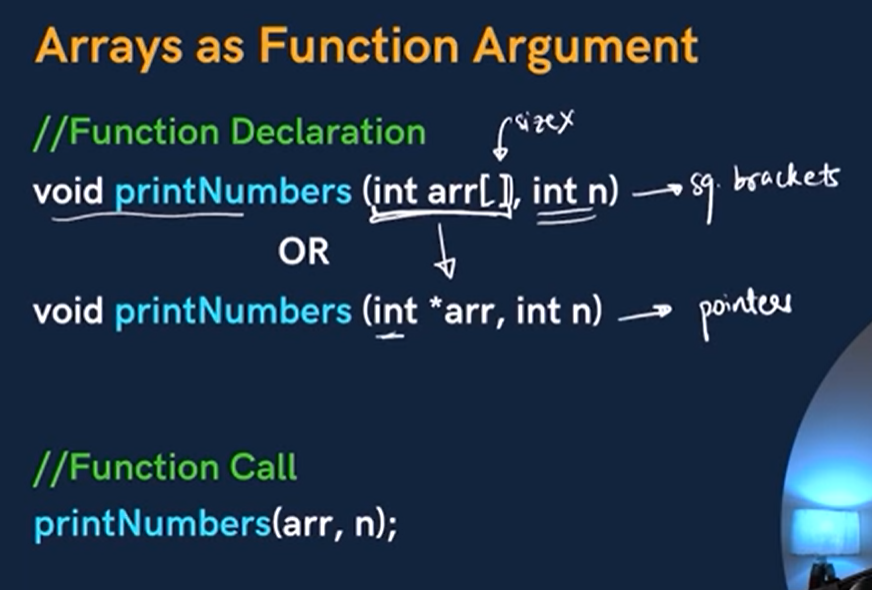 Arrays as Function Argument
//Function Declaration
sizex
void printNumbers (int arr[], int n) → sq. brackets
OR
void printNumbers (int *arr, int n) → pointers
//Function Call
printNumbers(arr, n);